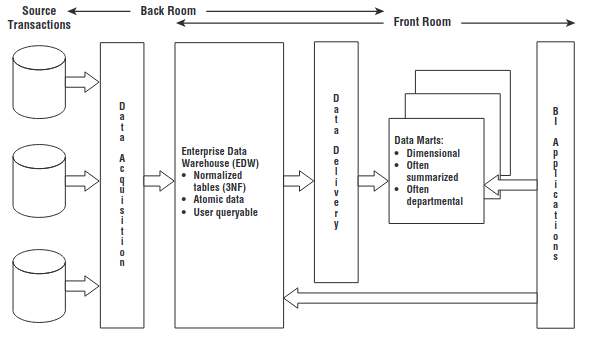 Source
Transactions
Back Room
Front Room
Data Acquisition
Enterprise Data
Warehouse (EDW)
• Normalized
tables (3NF)
• Atomic data
• User queryable
Data Delivery
Data Marts:
• Dimensional
• Often
summarized
• Often
departmental
BI Applications